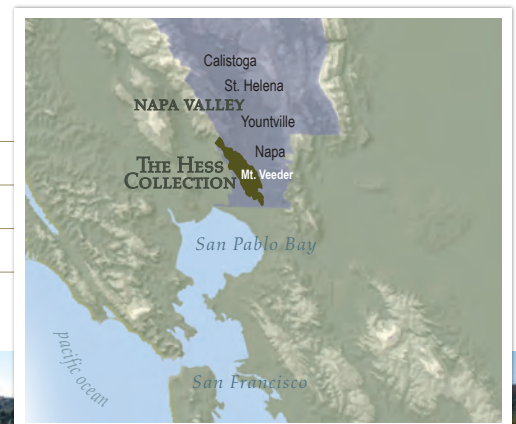 Calistoga
St. Helena
NAPA VALLEY
Yountville
Napa
THE HESS
COLLECTION
Mt. Veeder
San Pablo Bay
pacific ocean
San Francisco